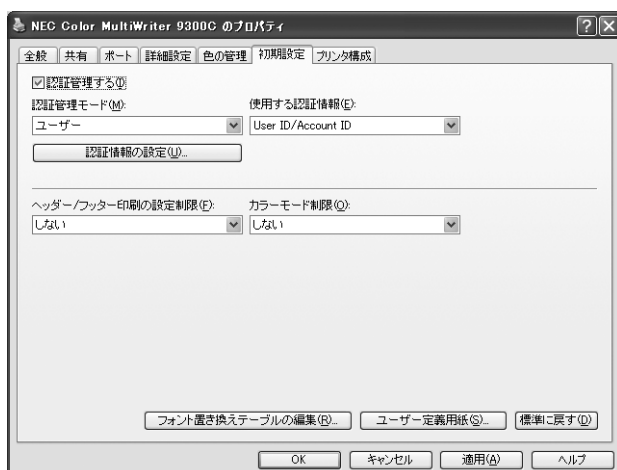 NEC Color MultiWriter 9300C のプロパティ
全般 共有 ポート 詳細設定 色の管理 初期設定 プリンタ構成
認証管理する(I)
認証管理モード(M): 使用する認証情報(E):
ユーザー User ID/Account ID
認証情報の設定(U)...
ヘッダー/フッター印刷の設定制限(F): カラーモード制限(O):
しない しない
フォント置き換えテーブルの編集(R)... ユーザー定義用紙(S)... 標準に戻す(D)
OK キャンセル 適用(A) ヘルプ